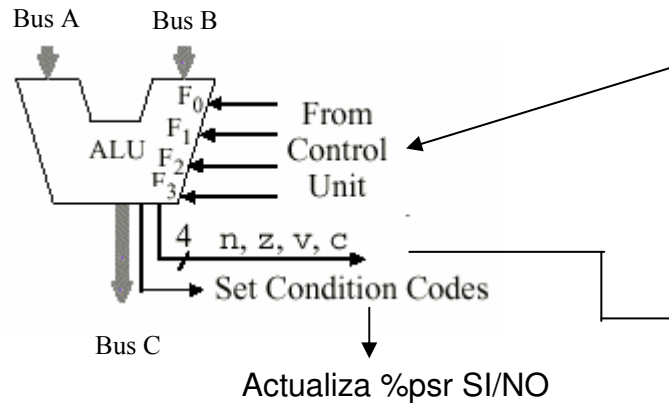 Bus A
Bus B
F0
F1
F2
F3
ALU
From
Control
Unit
4
n, z, v, c
Set Condition Codes
Bus C
Actualiza %psr SI/NO